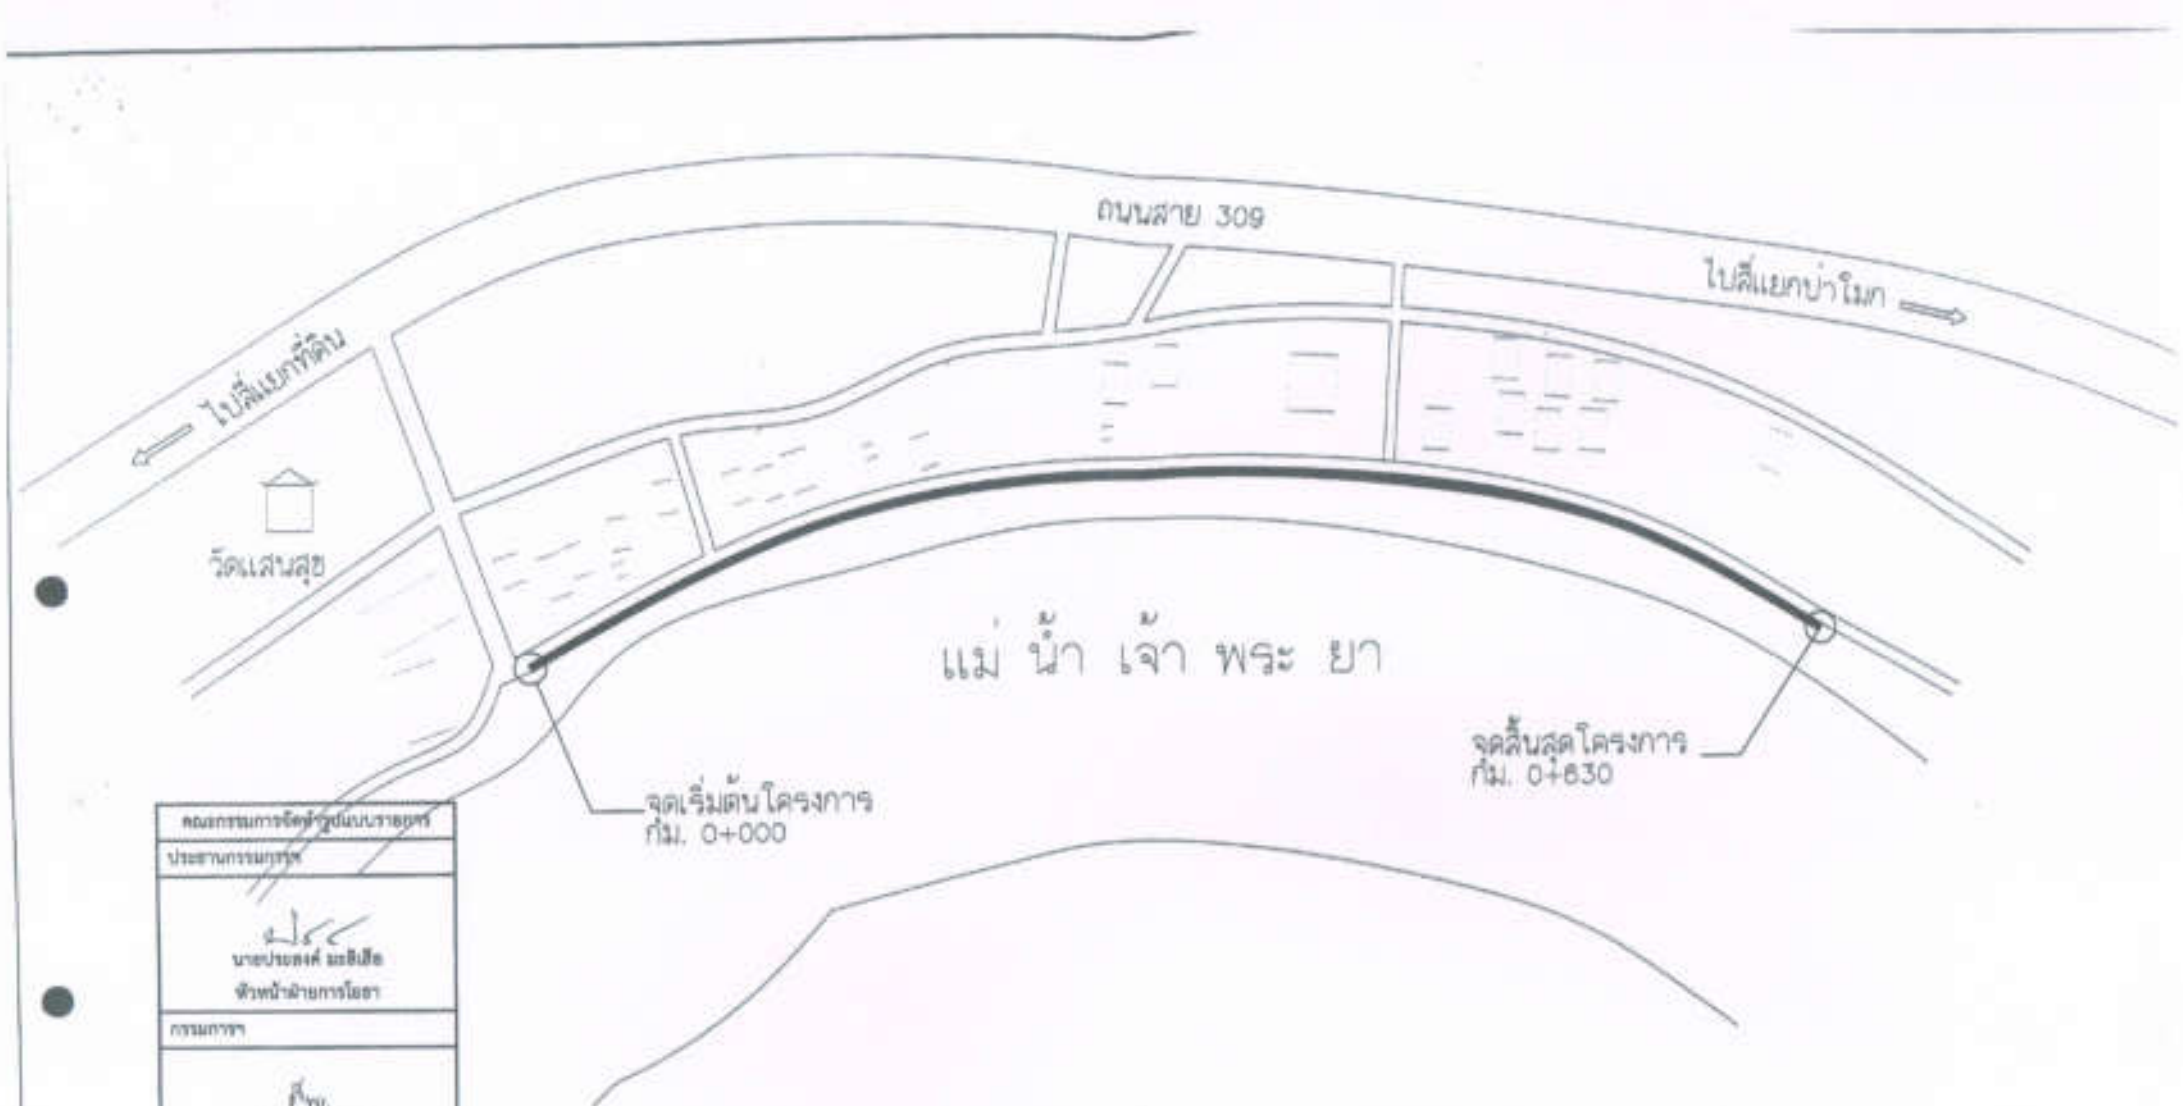 ถนนสาย 309
ไปสี่แยกป่าโมก
ไปสี่แยกที่ดิน
วัดแสนสุข
แม่ น้ำ เจ้า พระ ยา
จุดสิ้นสุดโครงการ
กม. 0+630
จุดเริ่มต้นโครงการ
กม. 0+000
คณะกรรมการจัดทำรูปแบบรายการ
ประธานกรรมการฯ
นายประสงค์
หัวหน้าฝ่ายการโยธา
กรรมการฯ